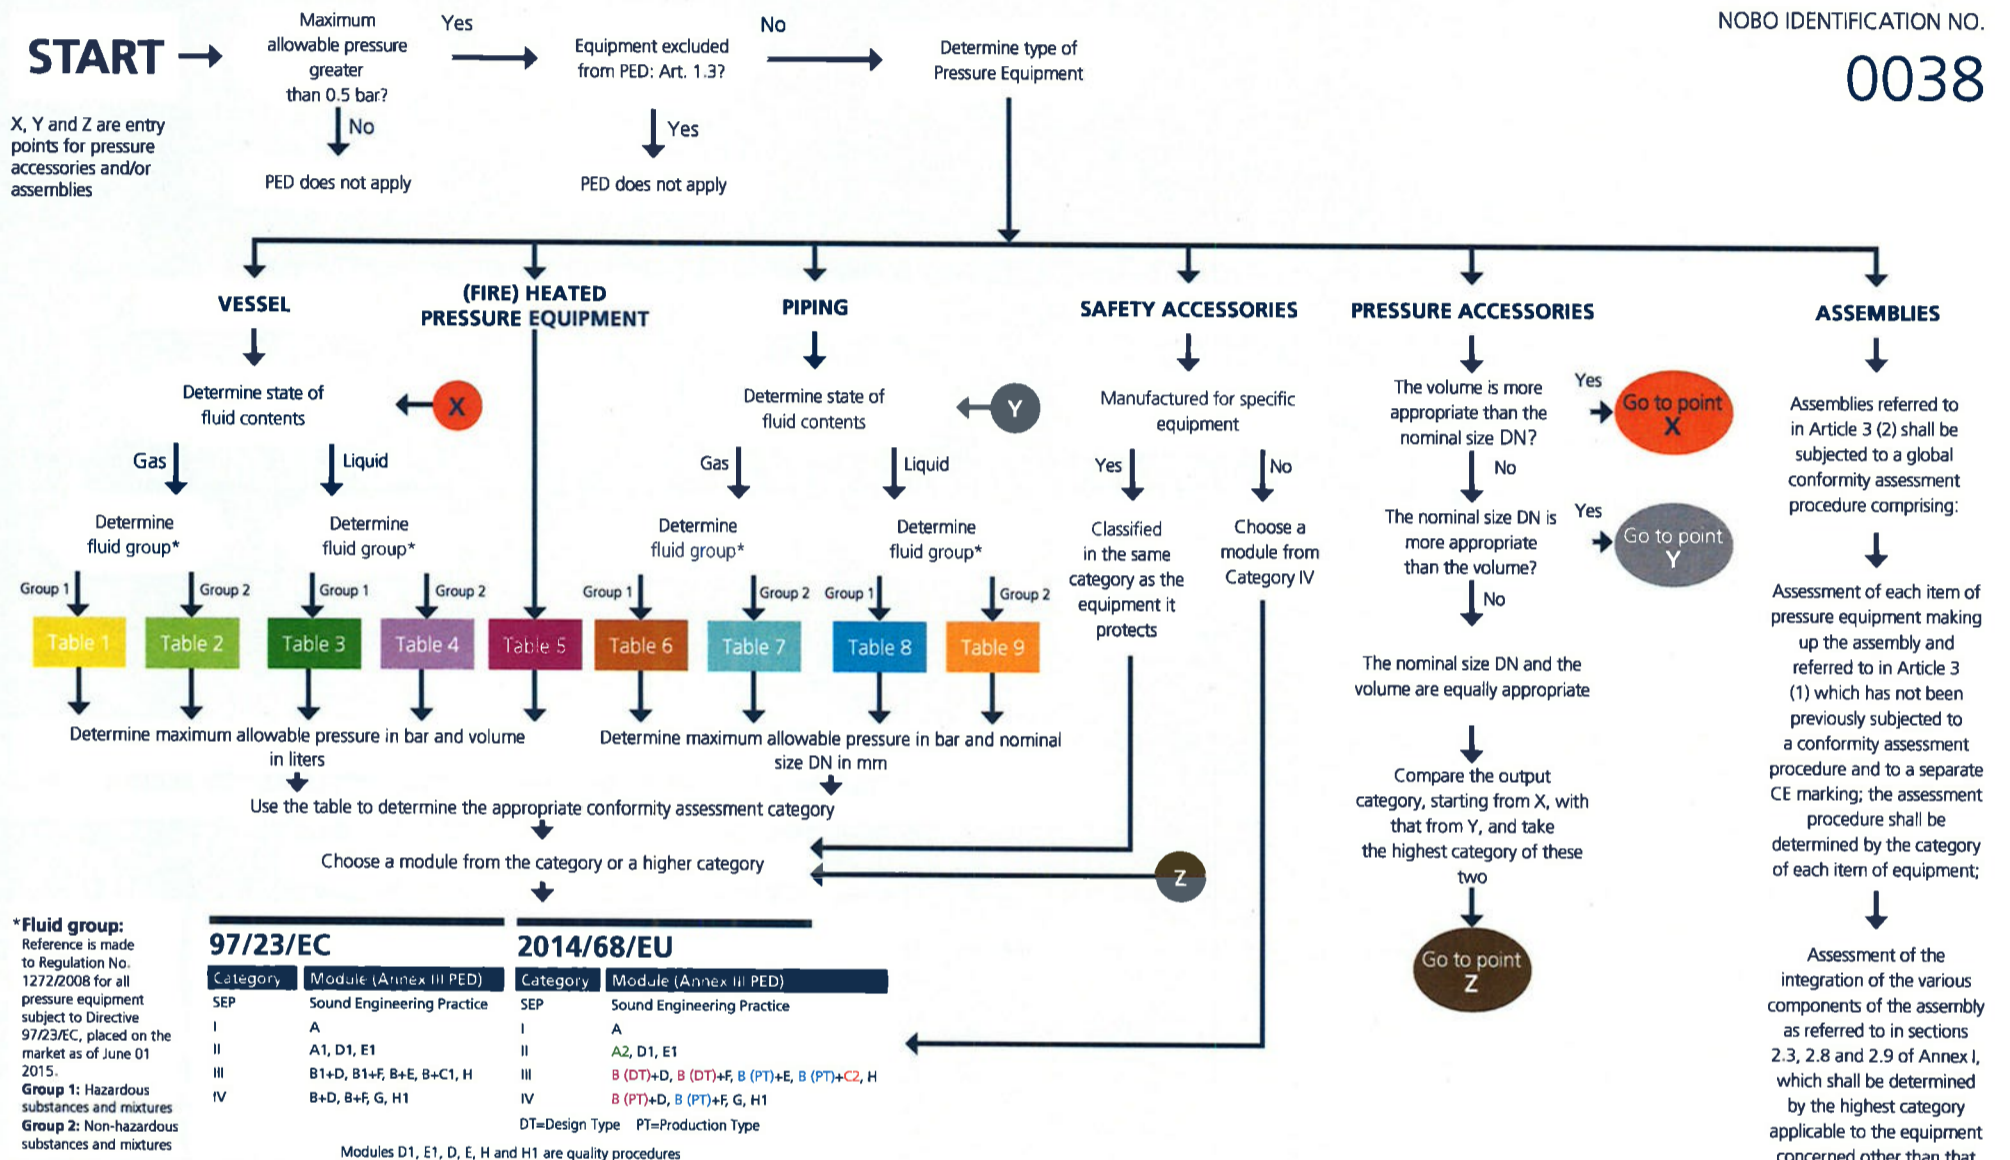 START
X, Y and Z are entry
points for pressure
accessories and/or
assemblies
Maximum
allowable pressure
greater
than 0.5 bar?
Yes
No
PED does not apply
Equipment excluded
from PED: Art. 1.3?
No
Yes
PED does not apply
Determine type of
Pressure Equipment
NOBO IDENTIFICATION NO.
0038
VESSEL
Determine state of
fluid contents
X
Gas
Liquid
Determine
fluid group*
Determine
fluid group*
Group 1
Group 2
Group 1
Group 2
Table 1
Table 2
Table 3
Table 4
(FIRE) HEATED
PRESSURE EQUIPMENT
Table 5
PIPING
Determine state of
fluid contents
Y
Gas
Liquid
Determine
fluid group*
Determine
fluid group*
Group 1
Group 2
Group 1
Group 2
Table 6
Table 7
Table 8
Table 9
Determine maximum allowable pressure in bar and volume
in liters
Determine maximum allowable pressure in bar and nominal
size DN in mm
Use the table to determine the appropriate conformity assessment category
Choose a module from the category or a higher category
Z
SAFETY ACCESSORIES
Manufactured for specific
equipment
Yes
No
Classified
in the same
category as the
equipment it
protects
Choose a
module from
Category IV
PRESSURE ACCESSORIES
The volume is more
appropriate than the
nominal size DN?
Yes
Go to point
X
No
The nominal size DN is
more appropriate
than the volume?
Yes
Go to point
Y
No
The nominal size DN and the
volume are equally appropriate
Compare the output
category, starting from X, with
that from Y, and take
the highest category of these
two
Go to point
Z
ASSEMBLIES
Assemblies referred to
in Article 3 (2) shall be
subjected to a global
conformity assessment
procedure comprising:
Assessment of each item of
pressure equipment making
up the assembly and
referred to in Article 3
(1) which has not been
previously subjected to
a conformity assessment
procedure and to a separate
CE marking; the assessment
procedure shall be
determined by the category
of each item of equipment;
Assessment of the
integration of the various
components of the assembly
as referred to in sections
2.3, 2.8 and 2.9 of Annex I,
which shall be determined
by the highest category
applicable to the equipment
concerned other than that
*Fluid group:
Reference is made
to Regulation No.
1272/2008 for all
pressure equipment
subject to Directive
97/23/EC, placed on the
market as of June 01
2015.
Group 1: Hazardous
substances and mixtures
Group 2: Non-hazardous
substances and mixtures
97/23/EC
Category Module (Annex III PED)
SEP Sound Engineering Practice
I A
II A1, D1, E1
III B1+D, B1+F, B+E, B+C1, H
IV B+D, B+F, G, H1
2014/68/EU
Category Module (Annex III PED)
SEP Sound Engineering Practice
I A
II A2, D1, E1
III B (DT)+D, B (DT)+F, B (PT)+E, B (PT)+C2, H
IV B (PT)+D, B (PT)+F, G, H1
DT=Design Type PT=Production Type
Modules D1, E1, D, E, H and H1 are quality procedures